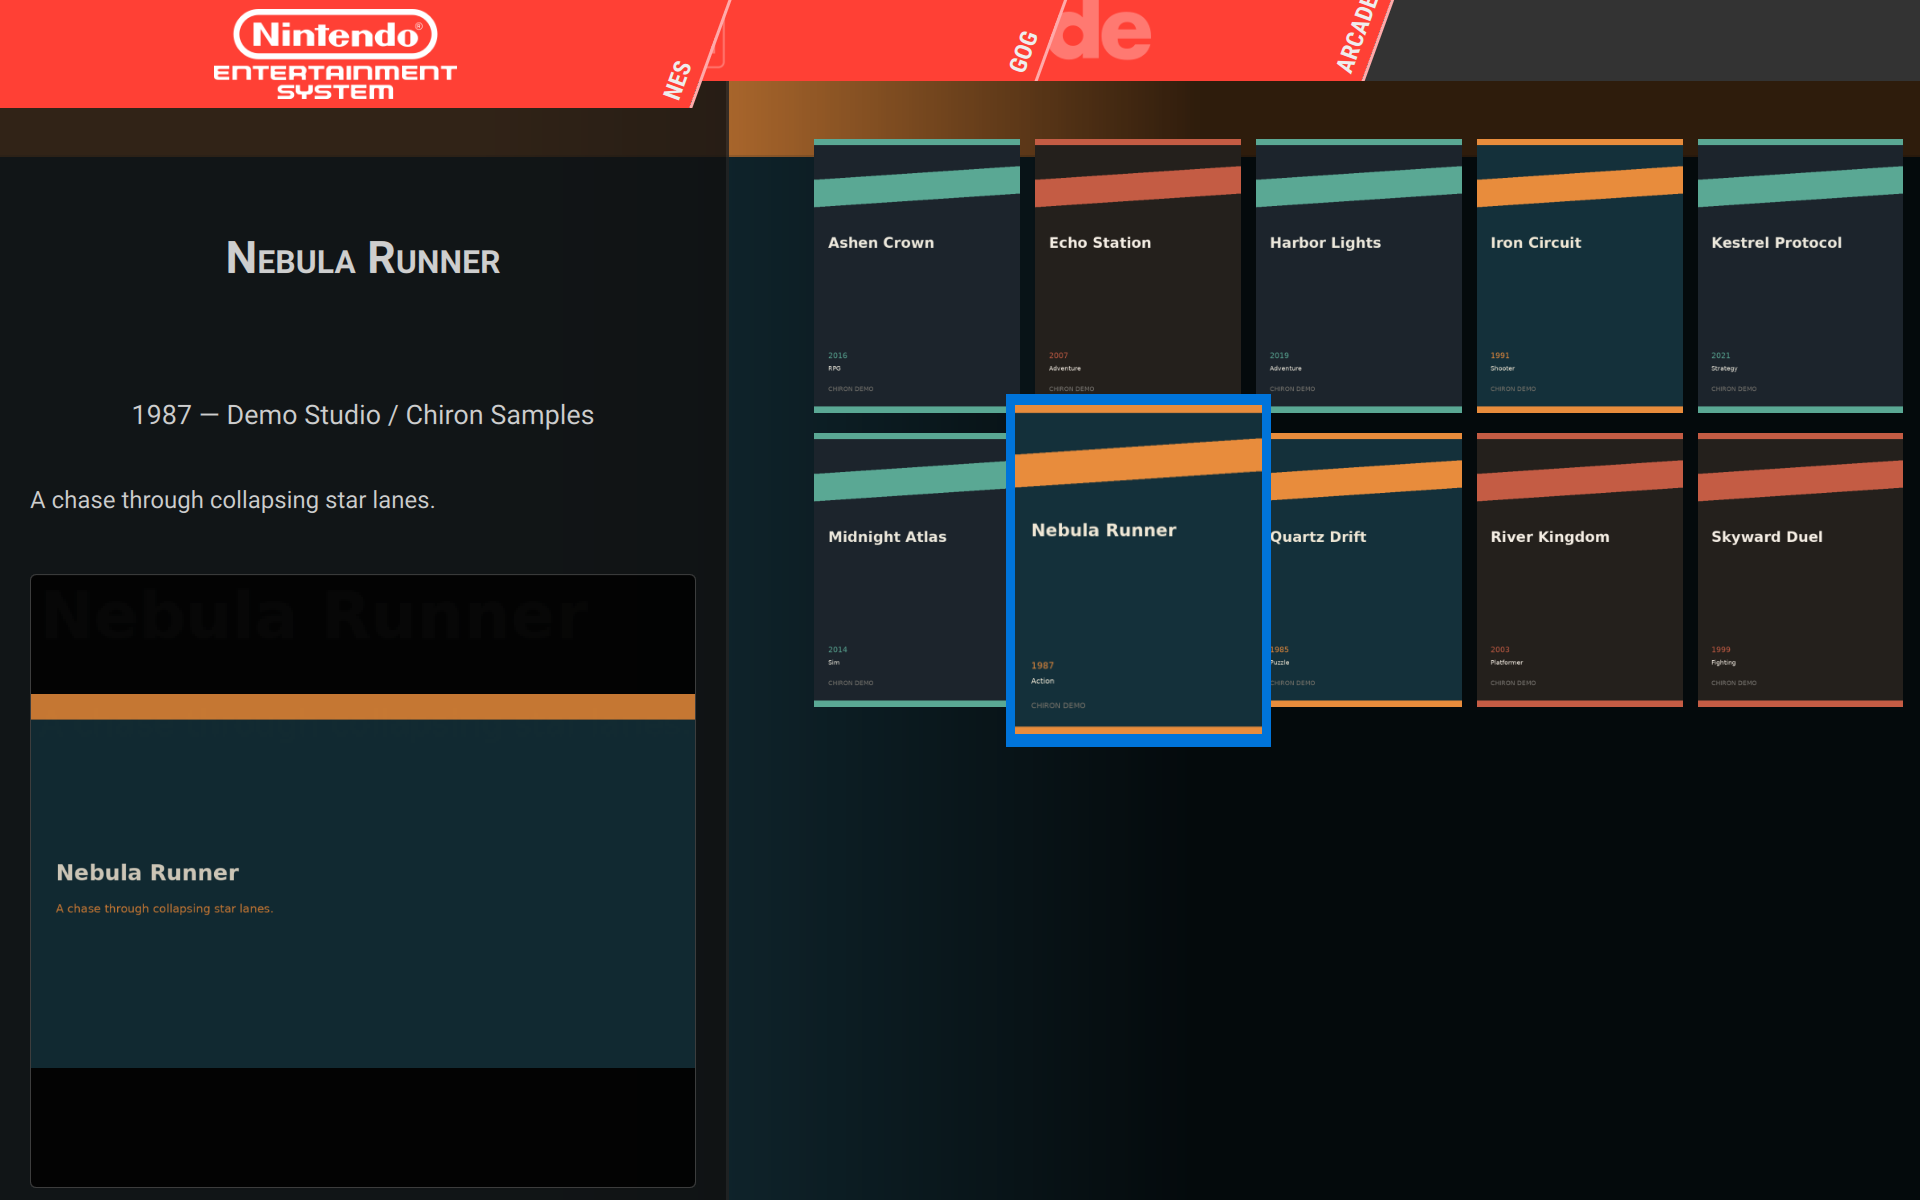 Nintendo®
ENTERTAINMENT
SYSTEM
NES
GOG
de
ARCADE
NEBULA RUNNER
1987 — Demo Studio / Chiron Samples
A chase through collapsing star lanes.
Nebula Runner
Nebula Runner
A chase through collapsing star lanes.
Ashen Crown
2016
RPG
CHIRON DEMO
Echo Station
2007
Adventure
CHIRON DEMO
Harbor Lights
2019
Adventure
CHIRON DEMO
Iron Circuit
1991
Shooter
CHIRON DEMO
Kestrel Protocol
2021
Strategy
CHIRON DEMO
Midnight Atlas
2014
Sim
CHIRON DEMO
Nebula Runner
1987
Action
CHIRON DEMO
Quartz Drift
1985
Puzzle
CHIRON DEMO
River Kingdom
2003
Platformer
CHIRON DEMO
Skyward Duel
1999
Fighting
CHIRON DEMO